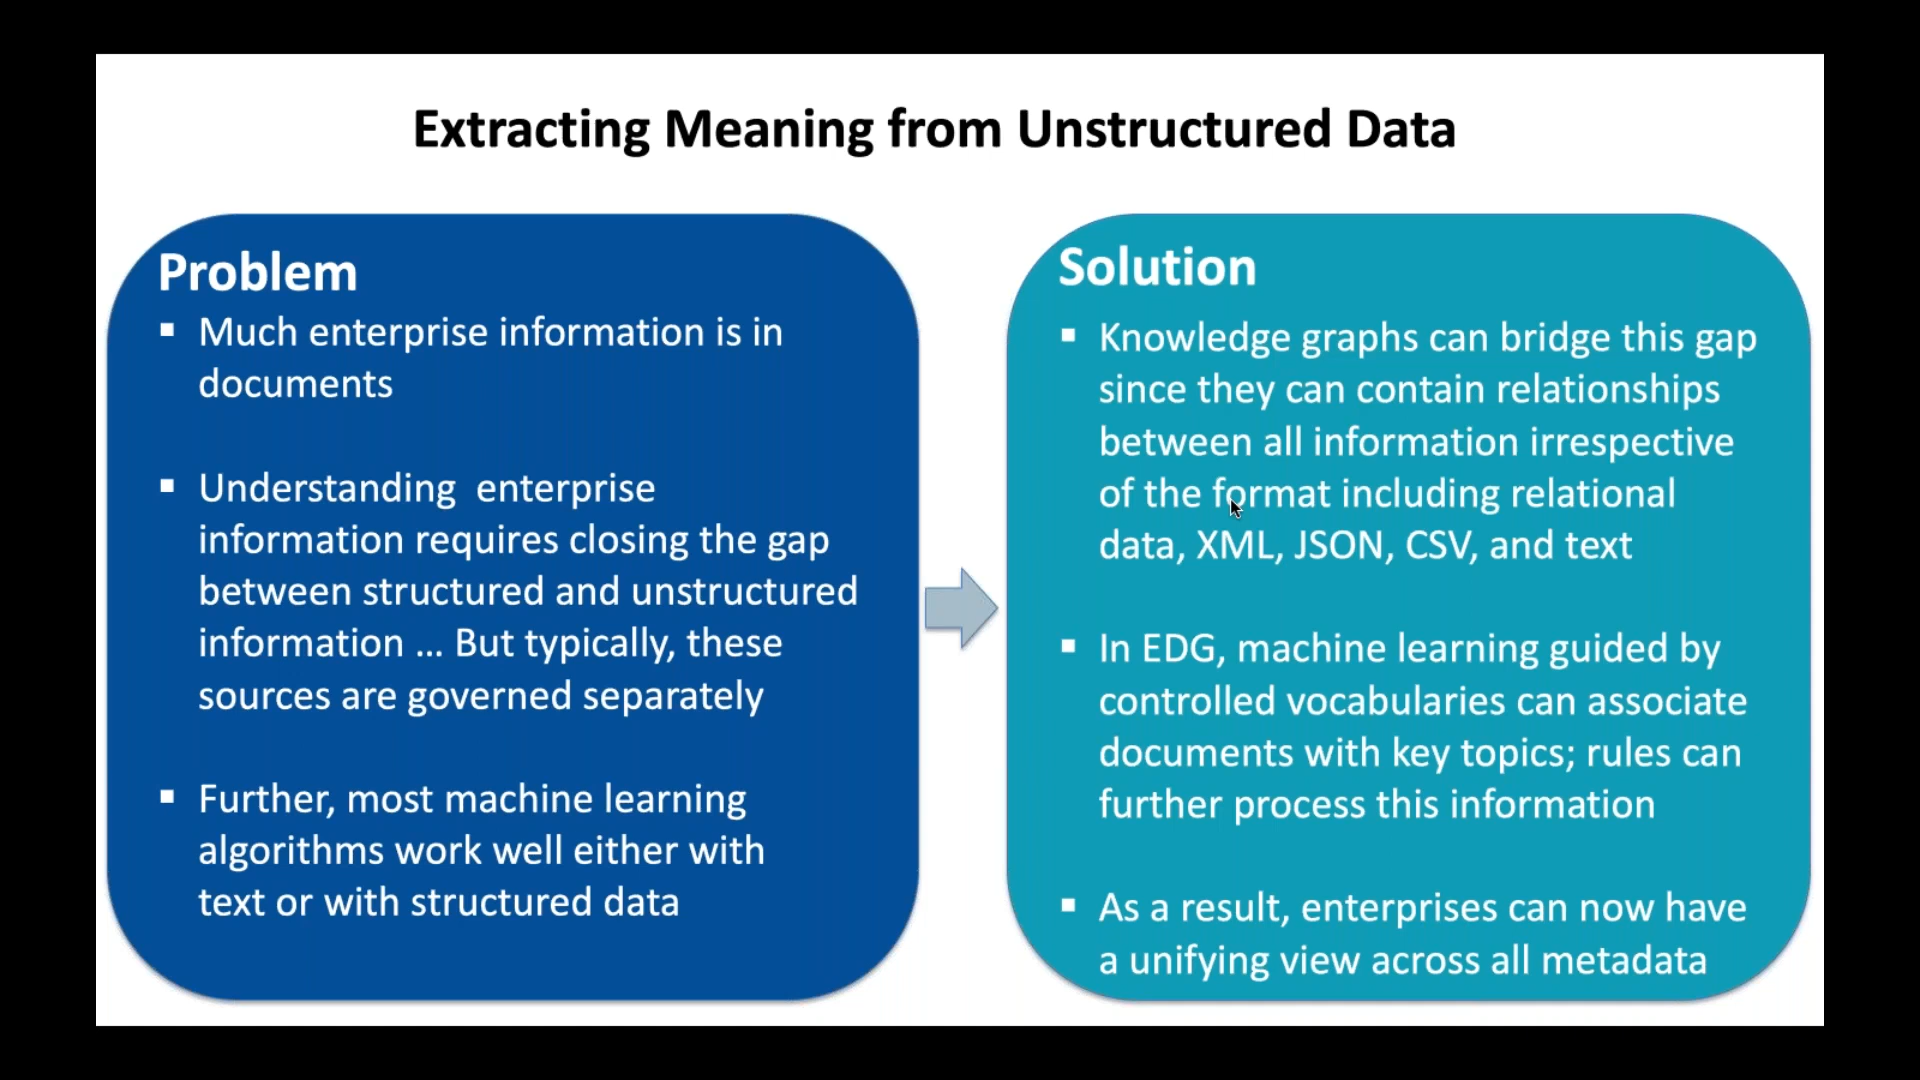 Extracting Meaning from Unstructured Data
Problem
▪ Much enterprise information is in
documents
▪ Understanding  enterprise
information requires closing the gap
between structured and unstructured
information ... But typically, these
sources are governed separately
▪ Further, most machine learning
algorithms work well either with
text or with structured data
Solution
▪ Knowledge graphs can bridge this gap
since they can contain relationships
between all information irrespective
of the format including relational
data, XML, JSON, CSV, and text
▪ In EDG, machine learning guided by
controlled vocabularies can associate
documents with key topics; rules can
further process this information
▪ As a result, enterprises can now have
a unifying view across all metadata